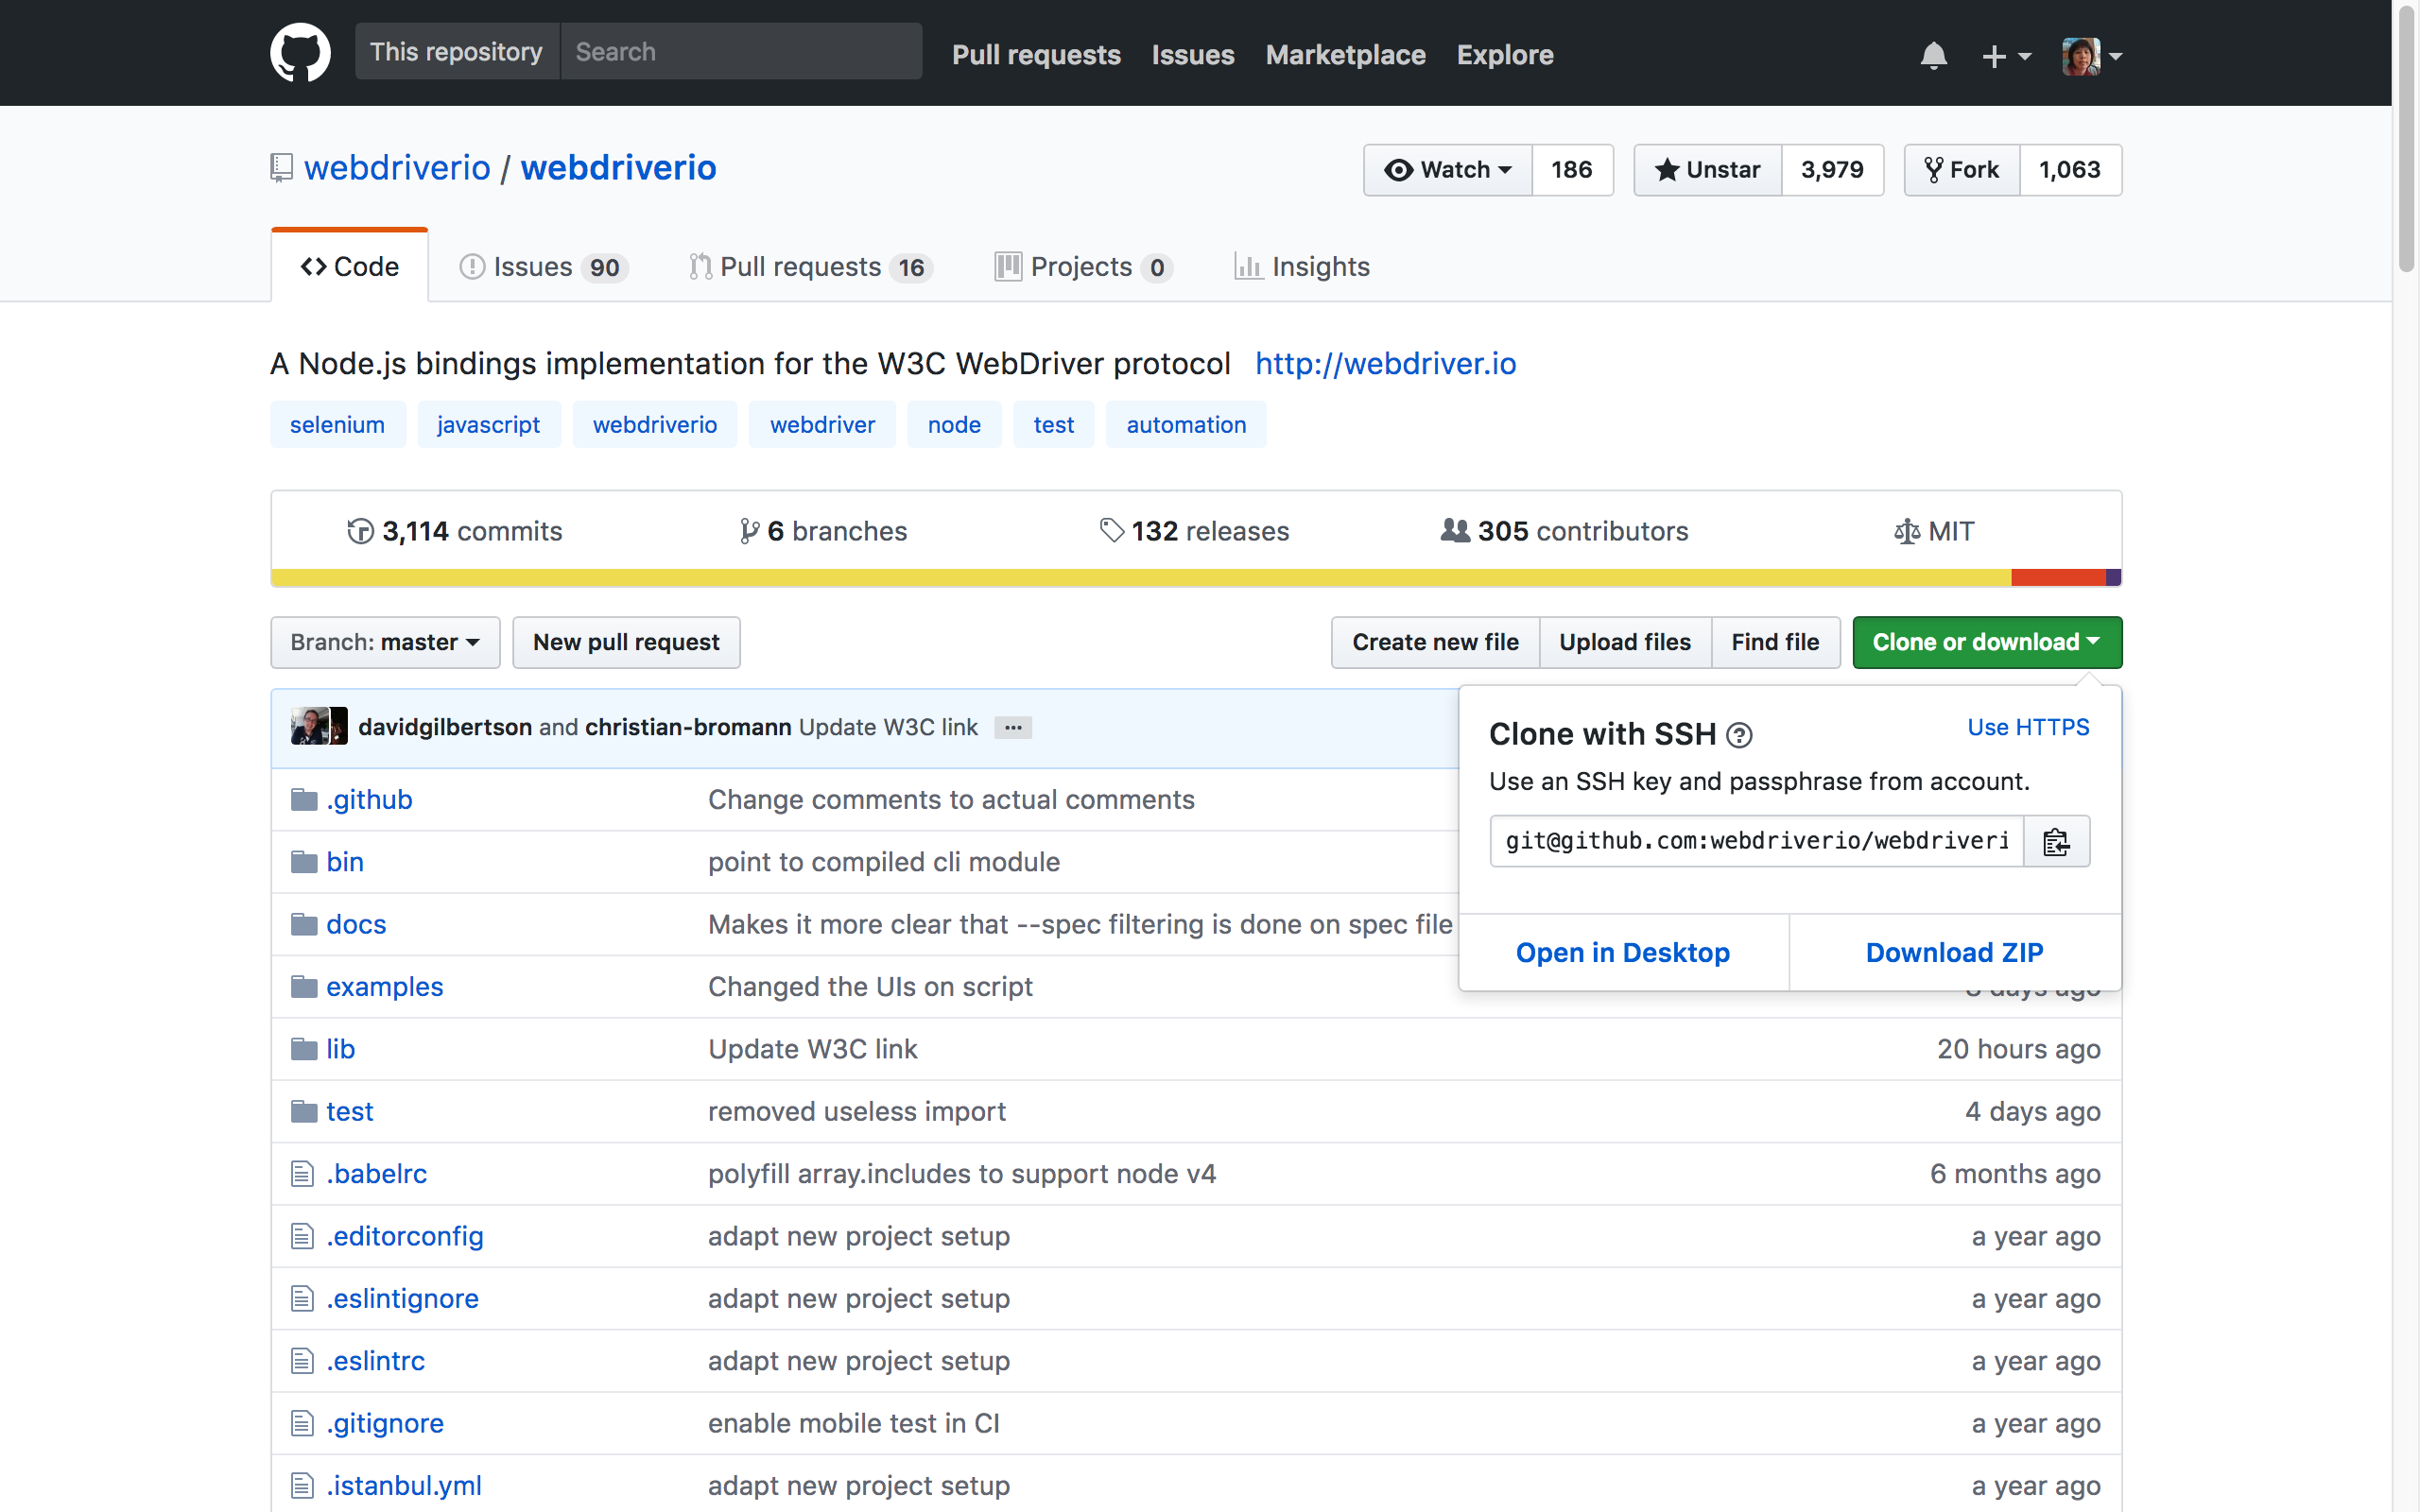 This repository Search Pull requests Issues Marketplace Explore
webdriverio / webdriverio Watch 186 Unstar 3,979 Fork 1,063
Code Issues 90 Pull requests 16 Projects 0 Insights
A Node.js bindings implementation for the W3C WebDriver protocol http://webdriver.io
selenium javascript webdriverio webdriver node test automation
3,114 commits 6 branches 132 releases 305 contributors MIT
Branch: master New pull request Create new file Upload files Find file Clone or download
davidgilbertson and christian-bromann Update W3C link ...
Clone with SSH ? Use HTTPS
Use an SSH key and passphrase from account.
git@github.com:webdriverio/webdriveri
Open in Desktop Download ZIP
.github Change comments to actual comments
bin point to compiled cli module
docs Makes it more clear that --spec filtering is done on spec file
examples Changed the UIs on script days ago
lib Update W3C link 20 hours ago
test removed useless import 4 days ago
.babelrc polyfill array.includes to support node v4 6 months ago
.editorconfig adapt new project setup a year ago
.eslintignore adapt new project setup a year ago
.eslintrc adapt new project setup a year ago
.gitignore enable mobile test in CI a year ago
.istanbul.yml adapt new project setup a year ago